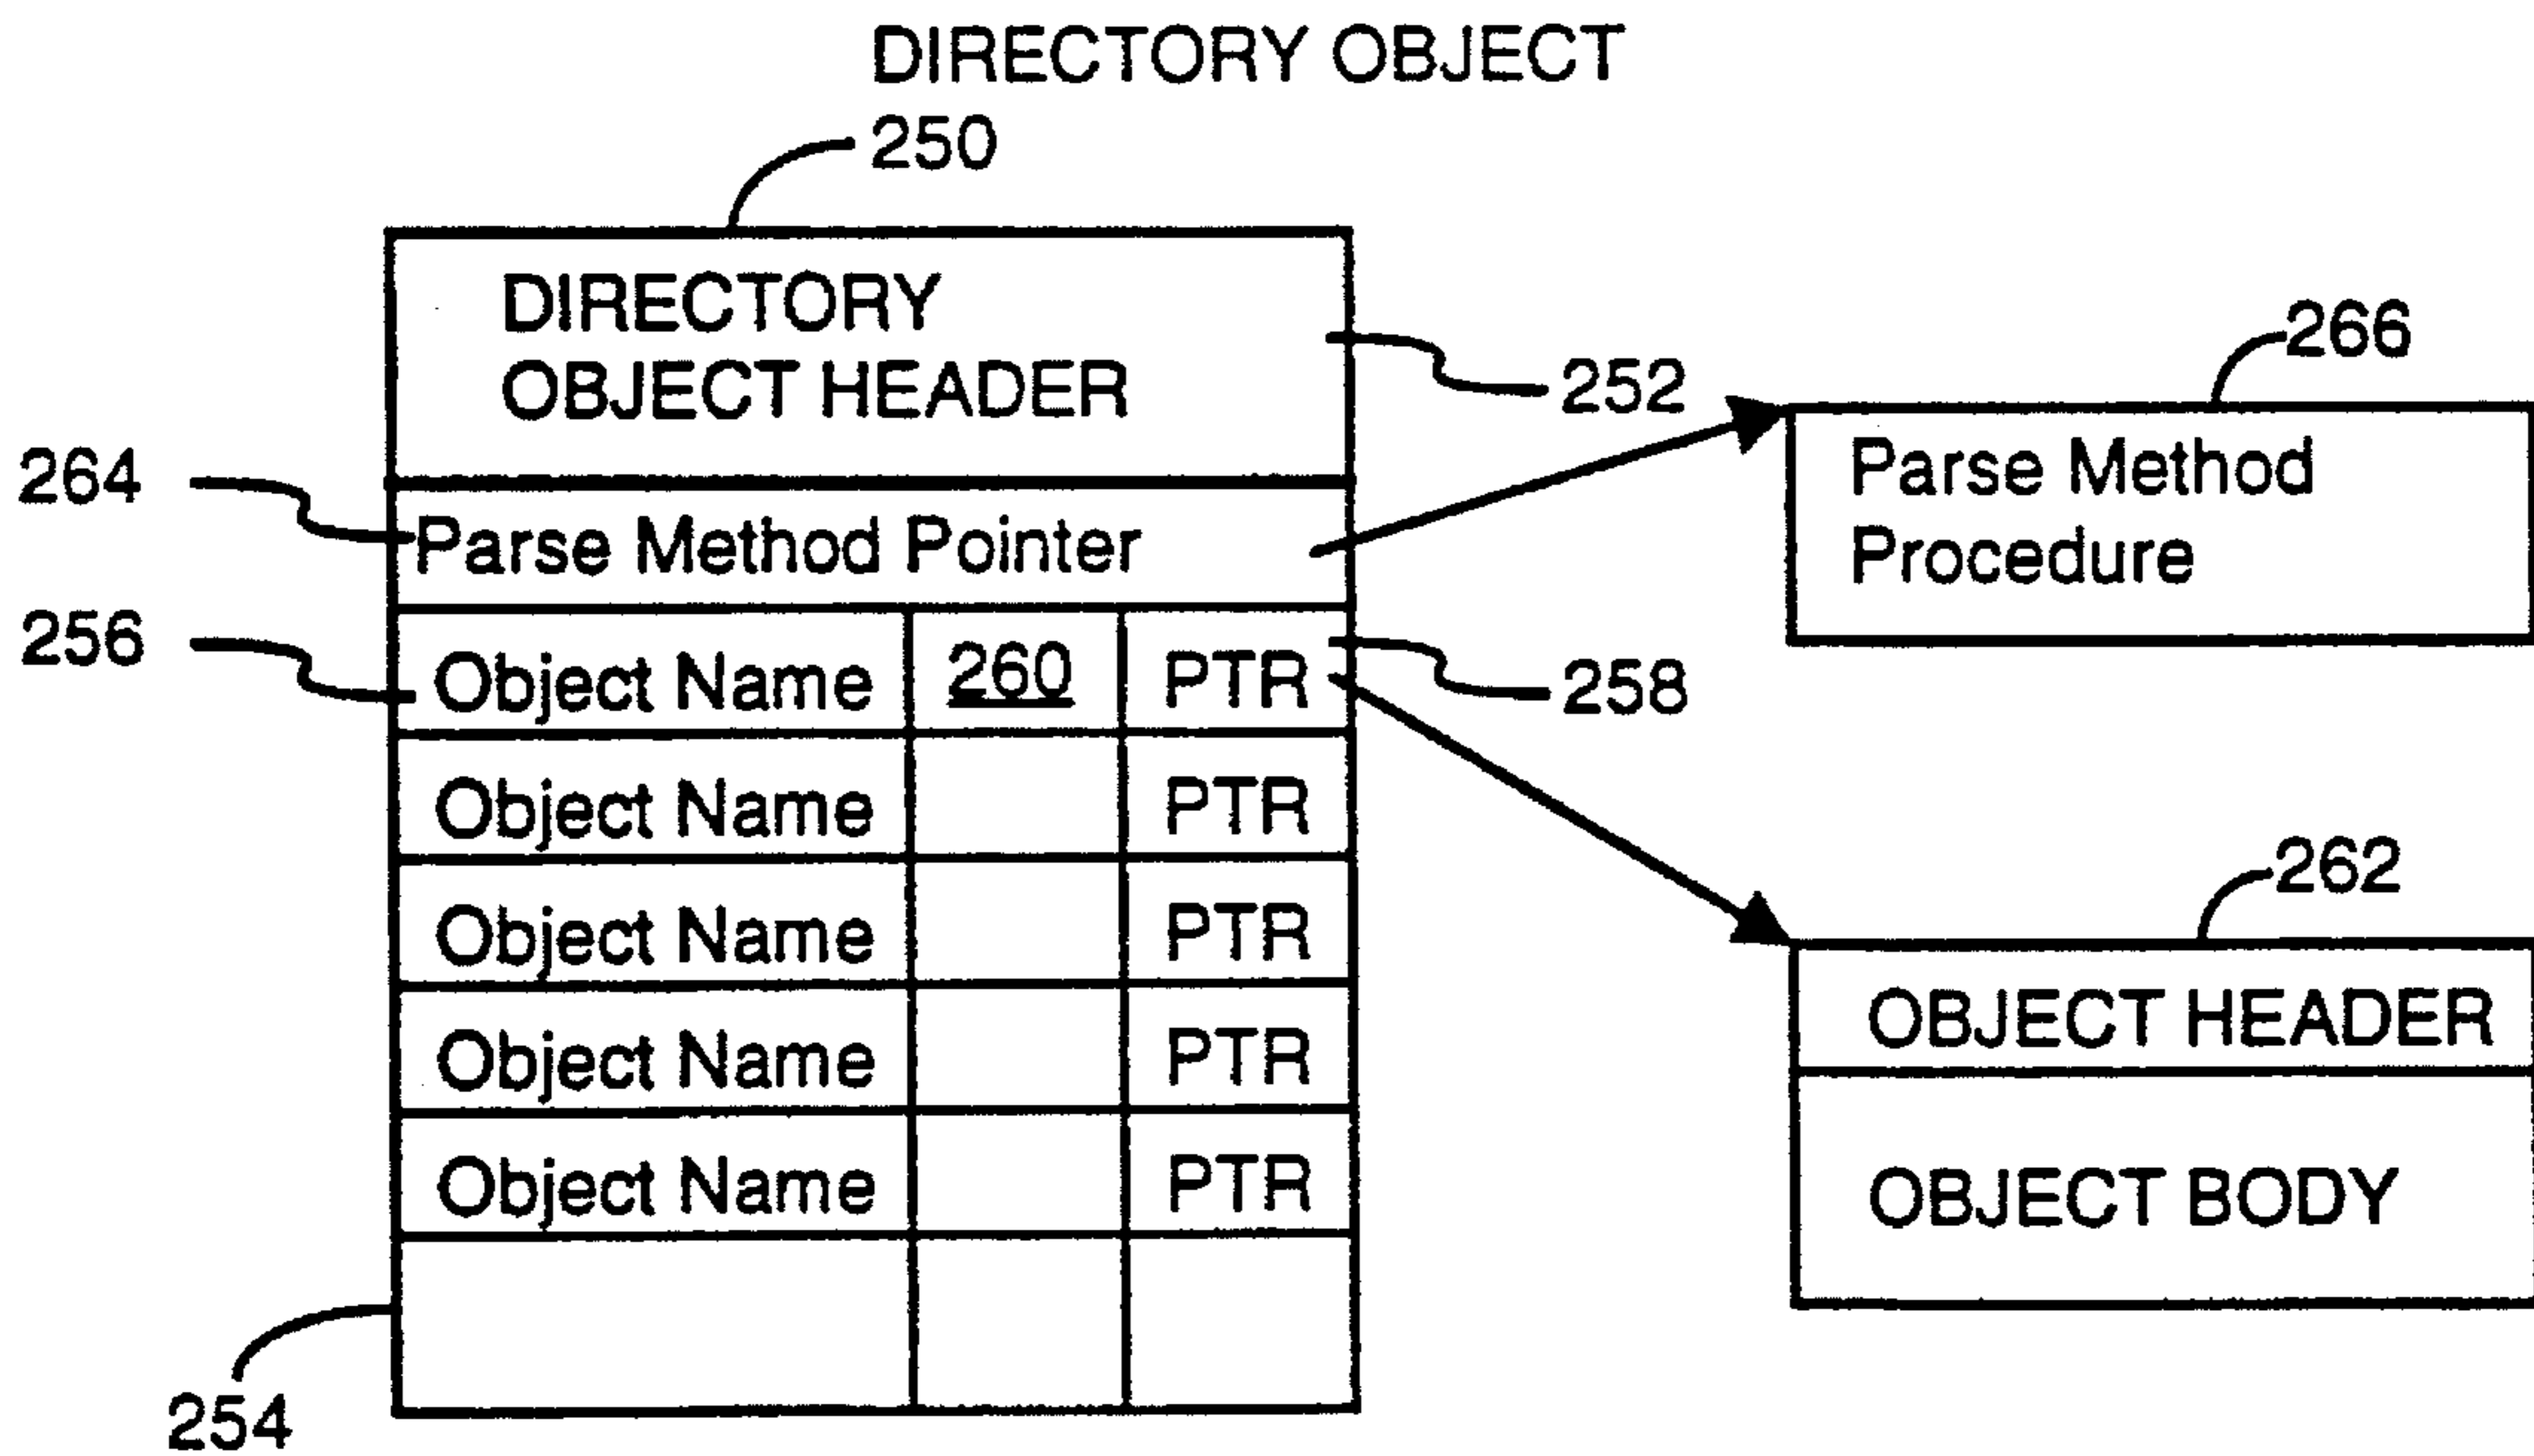 DIRECTORY OBJECT
250
DIRECTORY
OBJECT HEADER
252
266
Parse Method
Procedure
264
Parse Method Pointer
256
Object Name 260 PTR
258
Object Name PTR
Object Name PTR
262
Object Name PTR
OBJECT HEADER
Object Name PTR
OBJECT BODY
254